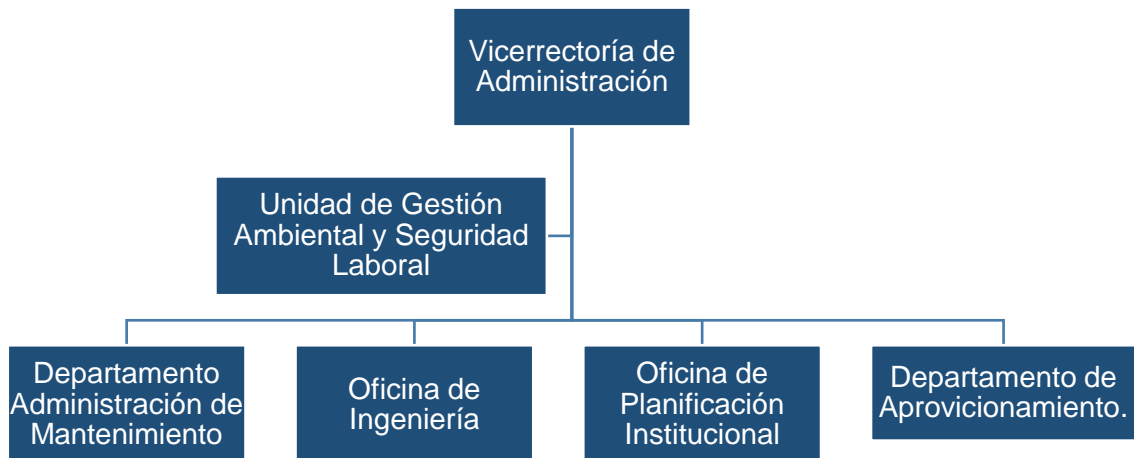 Vicerrectoría de
Administración
Unidad de Gestión
Ambiental y Seguridad
Laboral
Departamento
Administración de
Mantenimiento
Oficina de
Ingeniería
Oficina de
Planificación
Institucional
Departamento de
Aprovicionamiento.